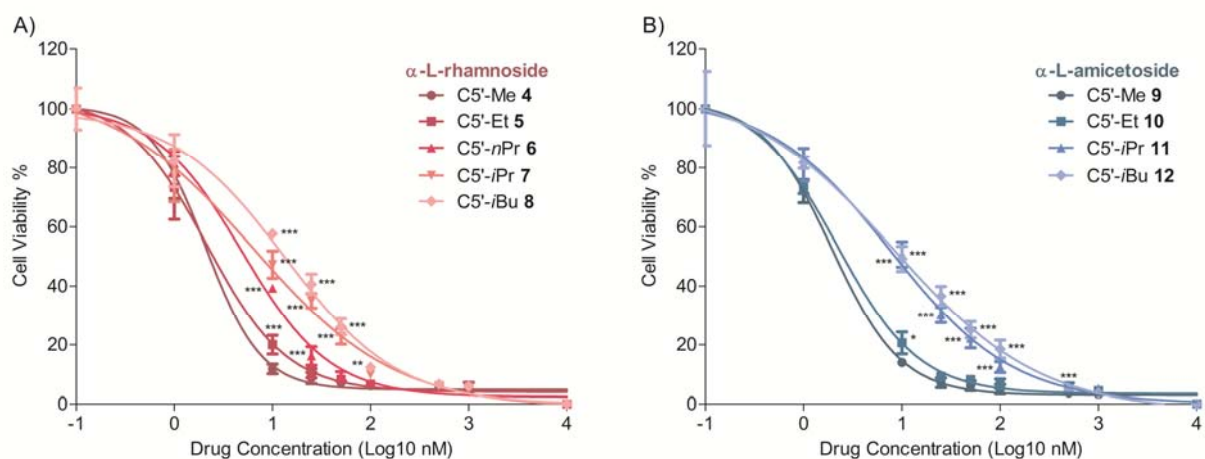 A)
120
100
80
60
40
20
0
Cell Viability %
-1 0 1 2 3 4
Drug Concentration (Log10 nM)
α-L-rhamnoside
C5'-Me 4
C5'-Et 5
C5'-nPr 6
C5'-iPr 7
C5'-iBu 8
***
***
***
***
***
***
***
***
***
**
B)
120
100
80
60
40
20
0
Cell Viability %
-1 0 1 2 3 4
Drug Concentration (Log10 nM)
α-L-amicetoside
C5'-Me 9
C5'-Et 10
C5'-iPr 11
C5'-iBu 12
*** ***
***
***
***
***
*
***
***
***